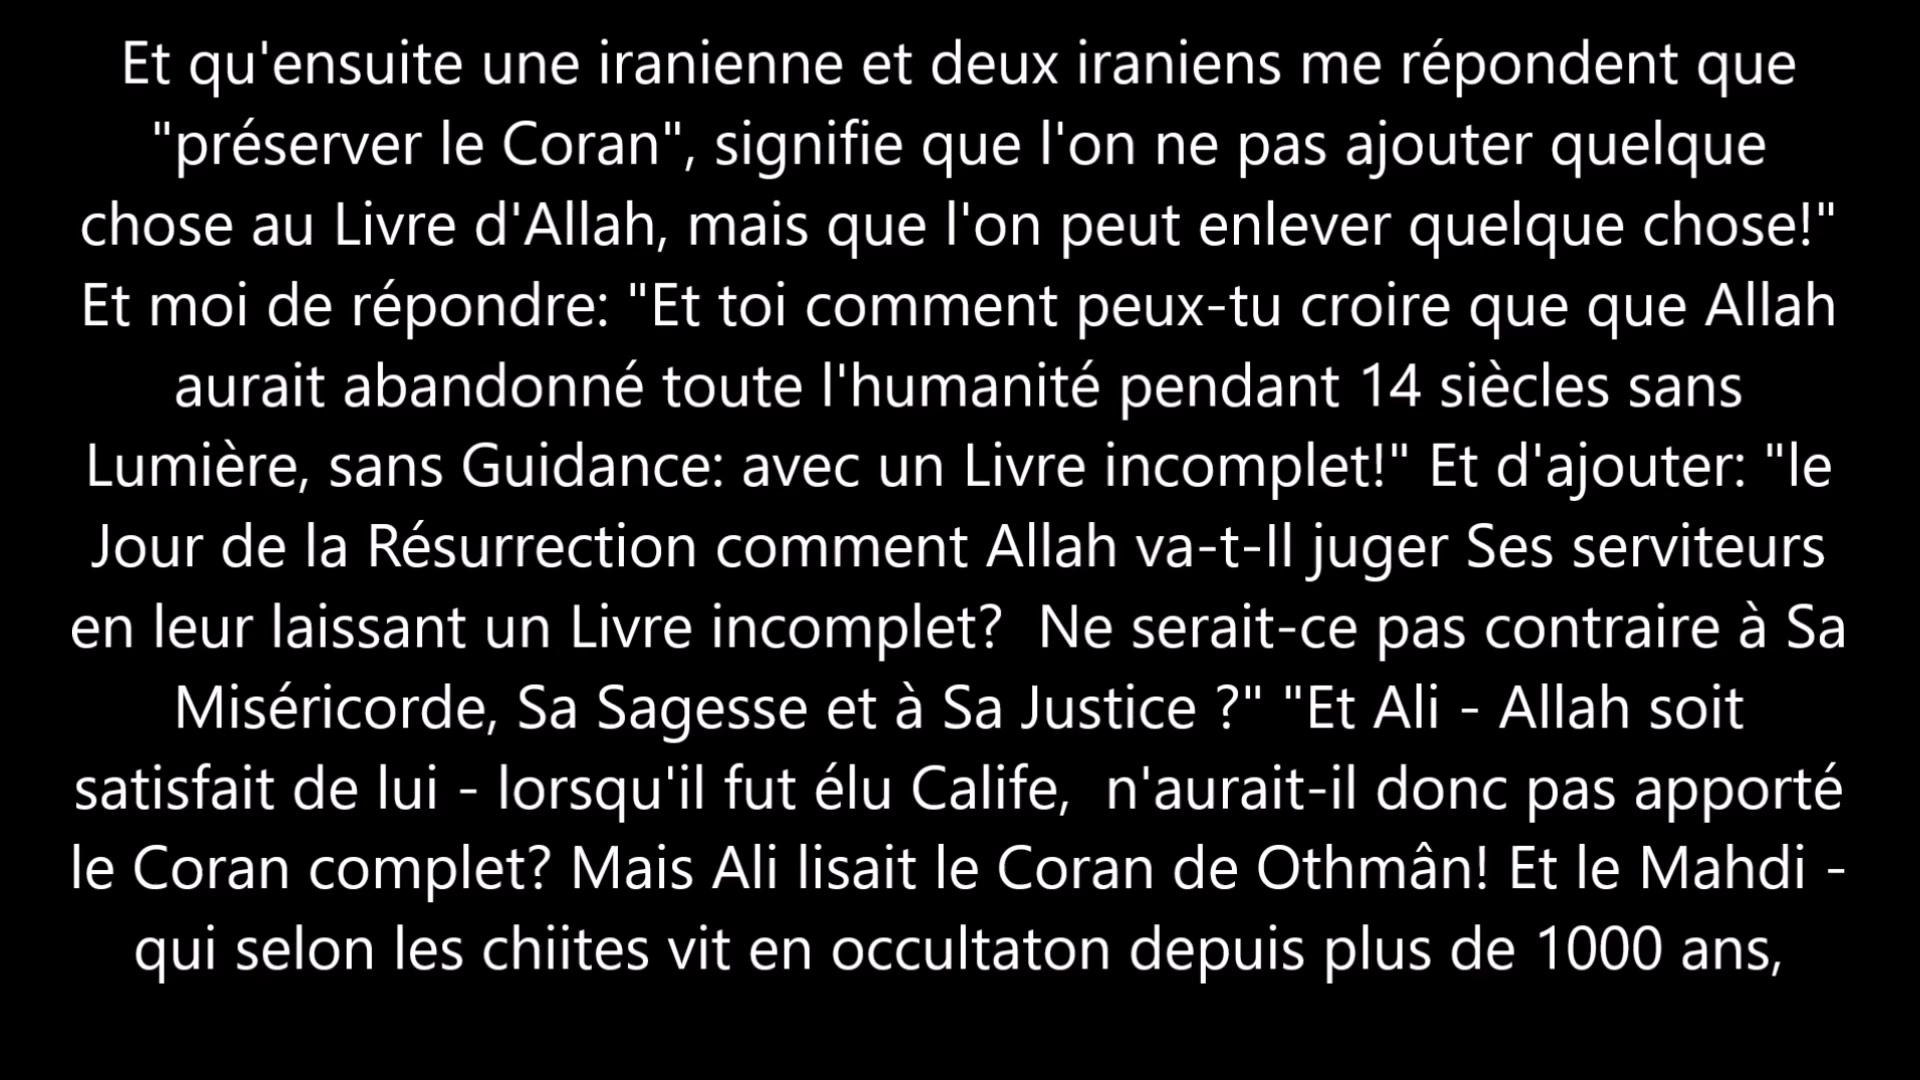 Et qu'ensuite une iranienne et deux iraniens me répondent que
"préserver le Coran", signifie que l'on ne pas ajouter quelque
chose au Livre d'Allah, mais que l'on peut enlever quelque chose!"
Et moi de répondre: "Et toi comment peux-tu croire que que Allah
aurait abandonné toute l'humanité pendant 14 siècles sans
Lumière, sans Guidance: avec un Livre incomplet!" Et d'ajouter: "le
Jour de la Résurrection comment Allah va-t-Il juger Ses serviteurs
en leur laissant un Livre incomplet?  Ne serait-ce pas contraire à Sa
Miséricorde, Sa Sagesse et à Sa Justice ?" "Et Ali - Allah soit
satisfait de lui - lorsqu'il fut élu Calife,  n'aurait-il donc pas apporté
le Coran complet? Mais Ali lisait le Coran de Othmân! Et le Mahdi -
qui selon les chiites vit en occultaton depuis plus de 1000 ans,